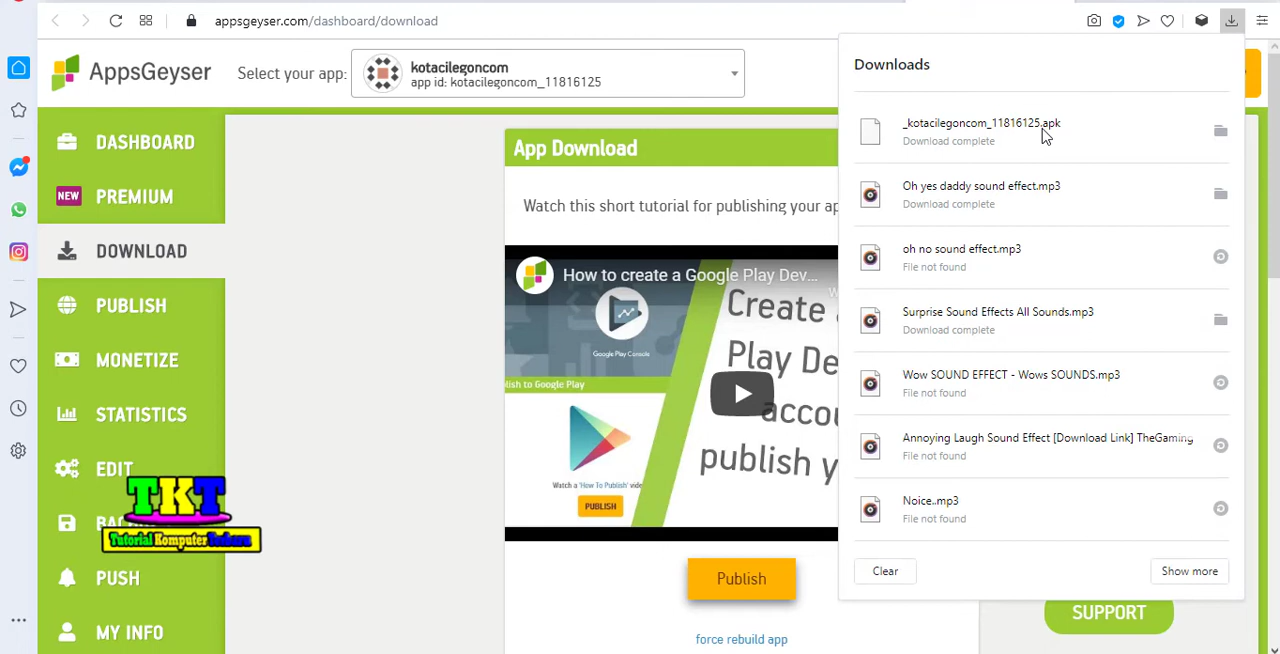 appsgeyser.com/dashboard/download
AppsGeyser
Select your app:
kotacilegoncom
app id: kotacilegoncom_11816125
DASHBOARD
NEW
PREMIUM
DOWNLOAD
PUBLISH
MONETIZE
STATISTICS
EDIT
PUSH
MY INFO
TKT
Tutorial Komputer Terbaru
App Download
Watch this short tutorial for publishing your
How to create a Google Play Dev...
Google Play Console
Create
Play De
accou
publish y
blish to Google Play
Watch a 'How To Publish'
PUBLISH
Publish
force rebuild app
SUPPORT
Downloads
_kotacilegoncom_11816125.apk
Download complete
Oh yes daddy sound effect.mp3
Download complete
oh no sound effect.mp3
File not found
Surprise Sound Effects All Sounds.mp3
Download complete
Wow SOUND EFFECT - Wows SOUNDS.mp3
File not found
Annoying Laugh Sound Effect [Download Link] TheGaming
File not found
Noice..mp3
File not found
Clear
Show more